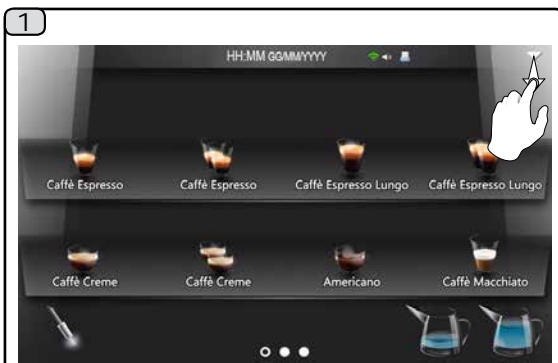 1
HH:MM GG/MM/YYYY
Caffè Espresso Caffè Espresso Caffè Espresso Lungo Caffè Espresso Lungo
Caffè Creme Caffè Creme Americano Caffè Macchiato